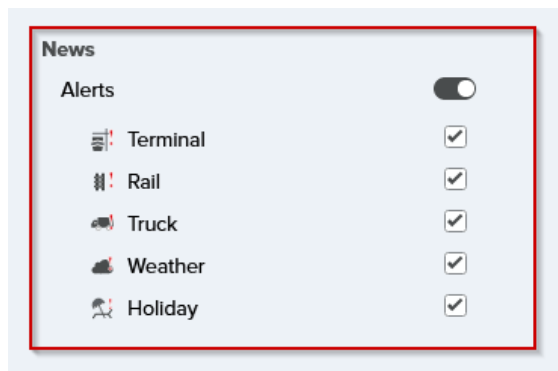 News
Alerts
Terminal
Rail
Truck
Weather
Holiday